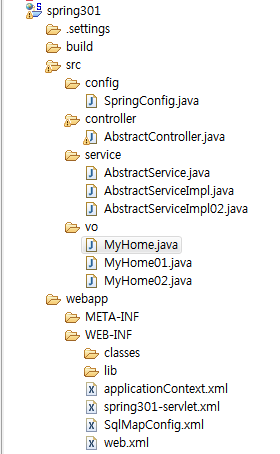 spring301
.settings
build
src
config
SpringConfig.java
controller
AbstractController.java
service
AbstractService.java
AbstractServiceImpl.java
AbstractServiceImpl02.java
vo
MyHome.java
MyHome01.java
MyHome02.java
webapp
META-INF
WEB-INF
classes
lib
applicationContext.xml
spring301-servlet.xml
SqlMapConfig.xml
web.xml